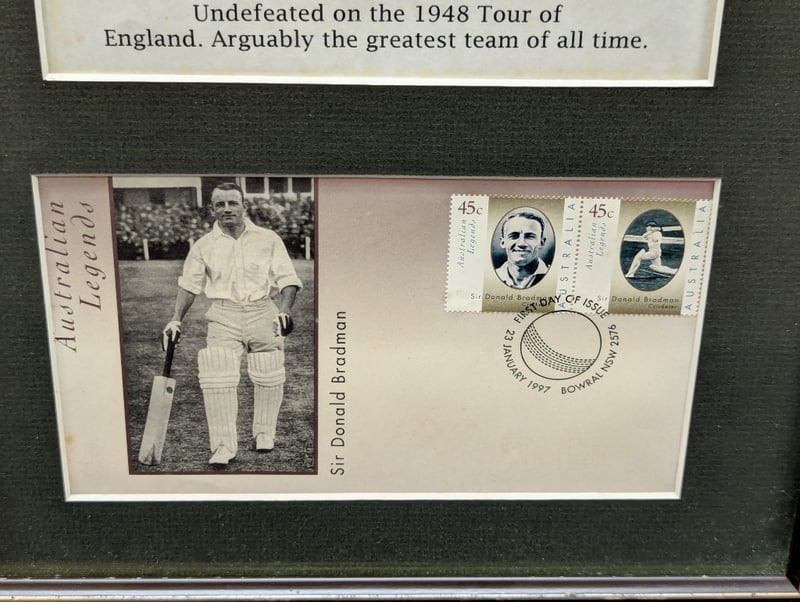 Undefeated on the 1948 Tour of
England. Arguably the greatest team of all time.
Australian
Legends
Sir Donald Bradman
45c
Australian
Legends
AUSTRALIA
Sir Donald Bradman
45c
Australian
Legends
AUSTRALIA
Sir Donald Bradman
Cricketer
FIRST DAY OF ISSUE
23 JANUARY 1997
BOWRAL NSW 2576